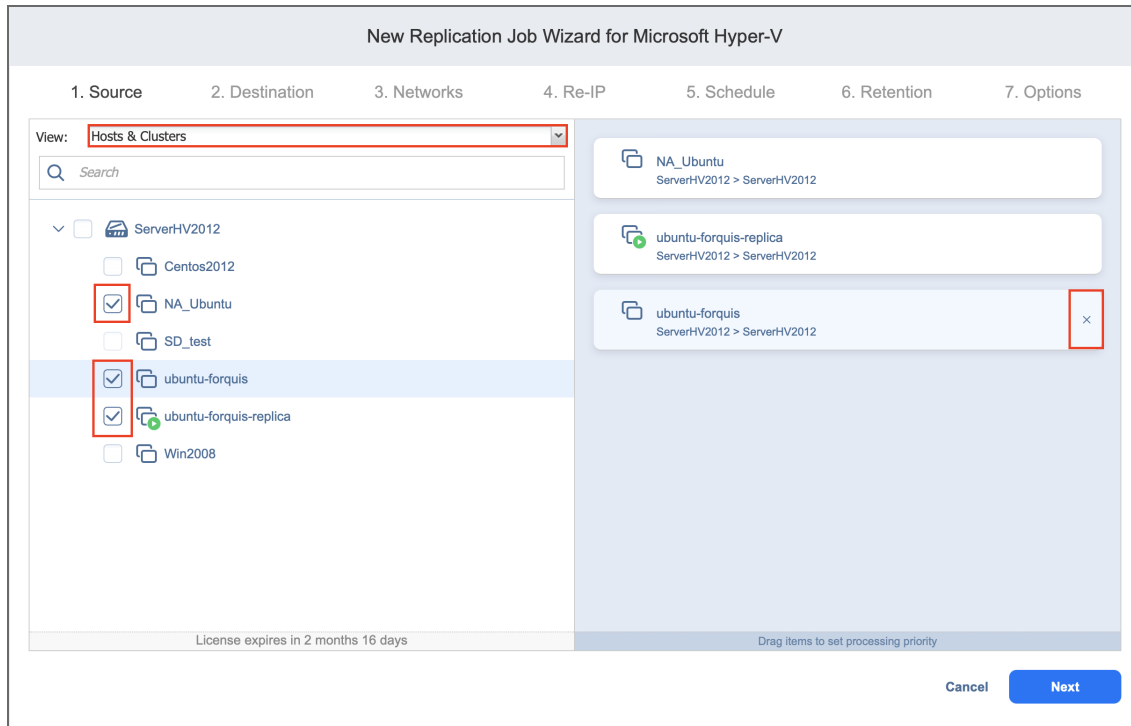 New Replication Job Wizard for Microsoft Hyper-V
1. Source 2. Destination 3. Networks 4. Re-IP 5. Schedule 6. Retention 7. Options
View: Hosts & Clusters
Search
ServerHV2012
Centos2012
NA_Ubuntu
SD_test
ubuntu-forquis
ubuntu-forquis-replica
Win2008
License expires in 2 months 16 days
NA_Ubuntu
ServerHV2012 > ServerHV2012
ubuntu-forquis-replica
ServerHV2012 > ServerHV2012
ubuntu-forquis
ServerHV2012 > ServerHV2012
Drag items to set processing priority
Cancel Next